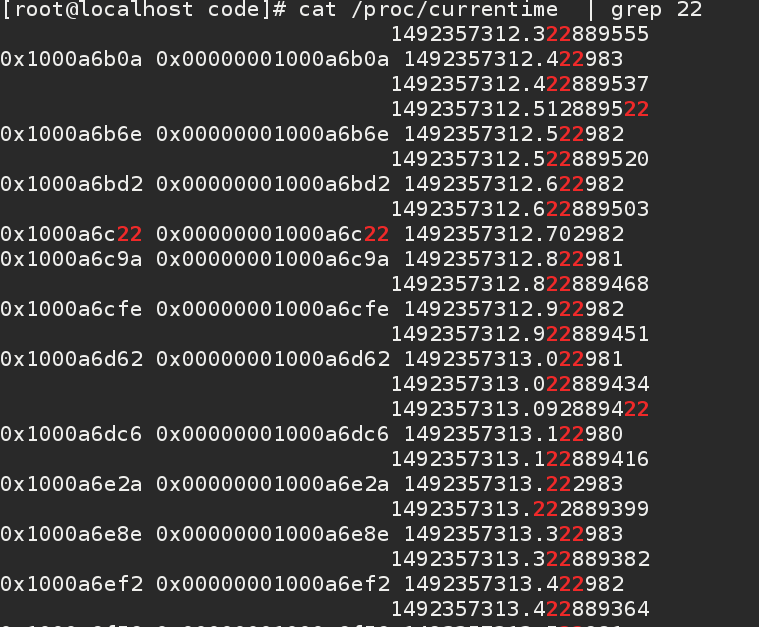 [root@localhost code]# cat /proc/currentime  | grep 22
1492357312.322889555
0x1000a6b0a 0x00000001000a6b0a 1492357312.422983
1492357312.422889537
1492357312.512889522
0x1000a6b6e 0x00000001000a6b6e 1492357312.522982
1492357312.522889520
0x1000a6bd2 0x00000001000a6bd2 1492357312.622982
1492357312.622889503
0x1000a6c22 0x00000001000a6c22 1492357312.702982
0x1000a6c9a 0x00000001000a6c9a 1492357312.822981
1492357312.822889468
0x1000a6cfe 0x00000001000a6cfe 1492357312.922982
1492357312.922889451
0x1000a6d62 0x00000001000a6d62 1492357313.022981
1492357313.022889434
1492357313.092889422
0x1000a6dc6 0x00000001000a6dc6 1492357313.122980
1492357313.122889416
0x1000a6e2a 0x00000001000a6e2a 1492357313.222983
1492357313.222889399
0x1000a6e8e 0x00000001000a6e8e 1492357313.322983
1492357313.322889382
0x1000a6ef2 0x00000001000a6ef2 1492357313.422982
1492357313.422889364